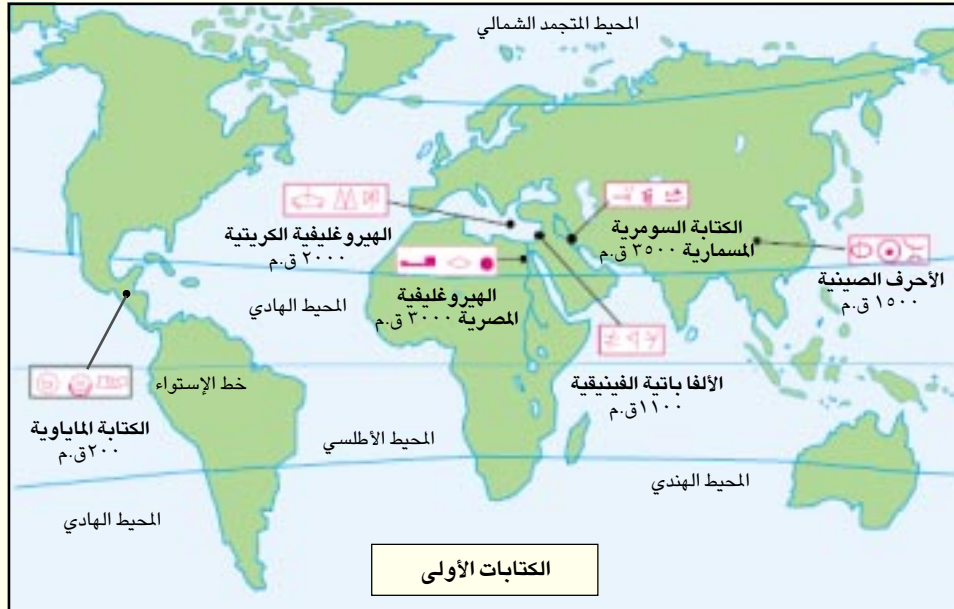 المحيط المتجمد الشمالي
الهيروغليفية الكريتية
٢٠٠٠ ق.م
الكتابة السومرية
المسمارية ٣٥٠٠ ق.م
الأحرف الصينية
١٥٠٠ ق.م
الهيروغليفية
المصرية ٣٠٠٠ ق.م
المحيط الهادي
خط الإستواء
الألفا باتية الفينيقية
١١٠٠ق.م
الكتابة الماياوية
٢٠٠ق.م
المحيط الأطلسي
المحيط الهندي
المحيط الهادي
الكتابات الأولى